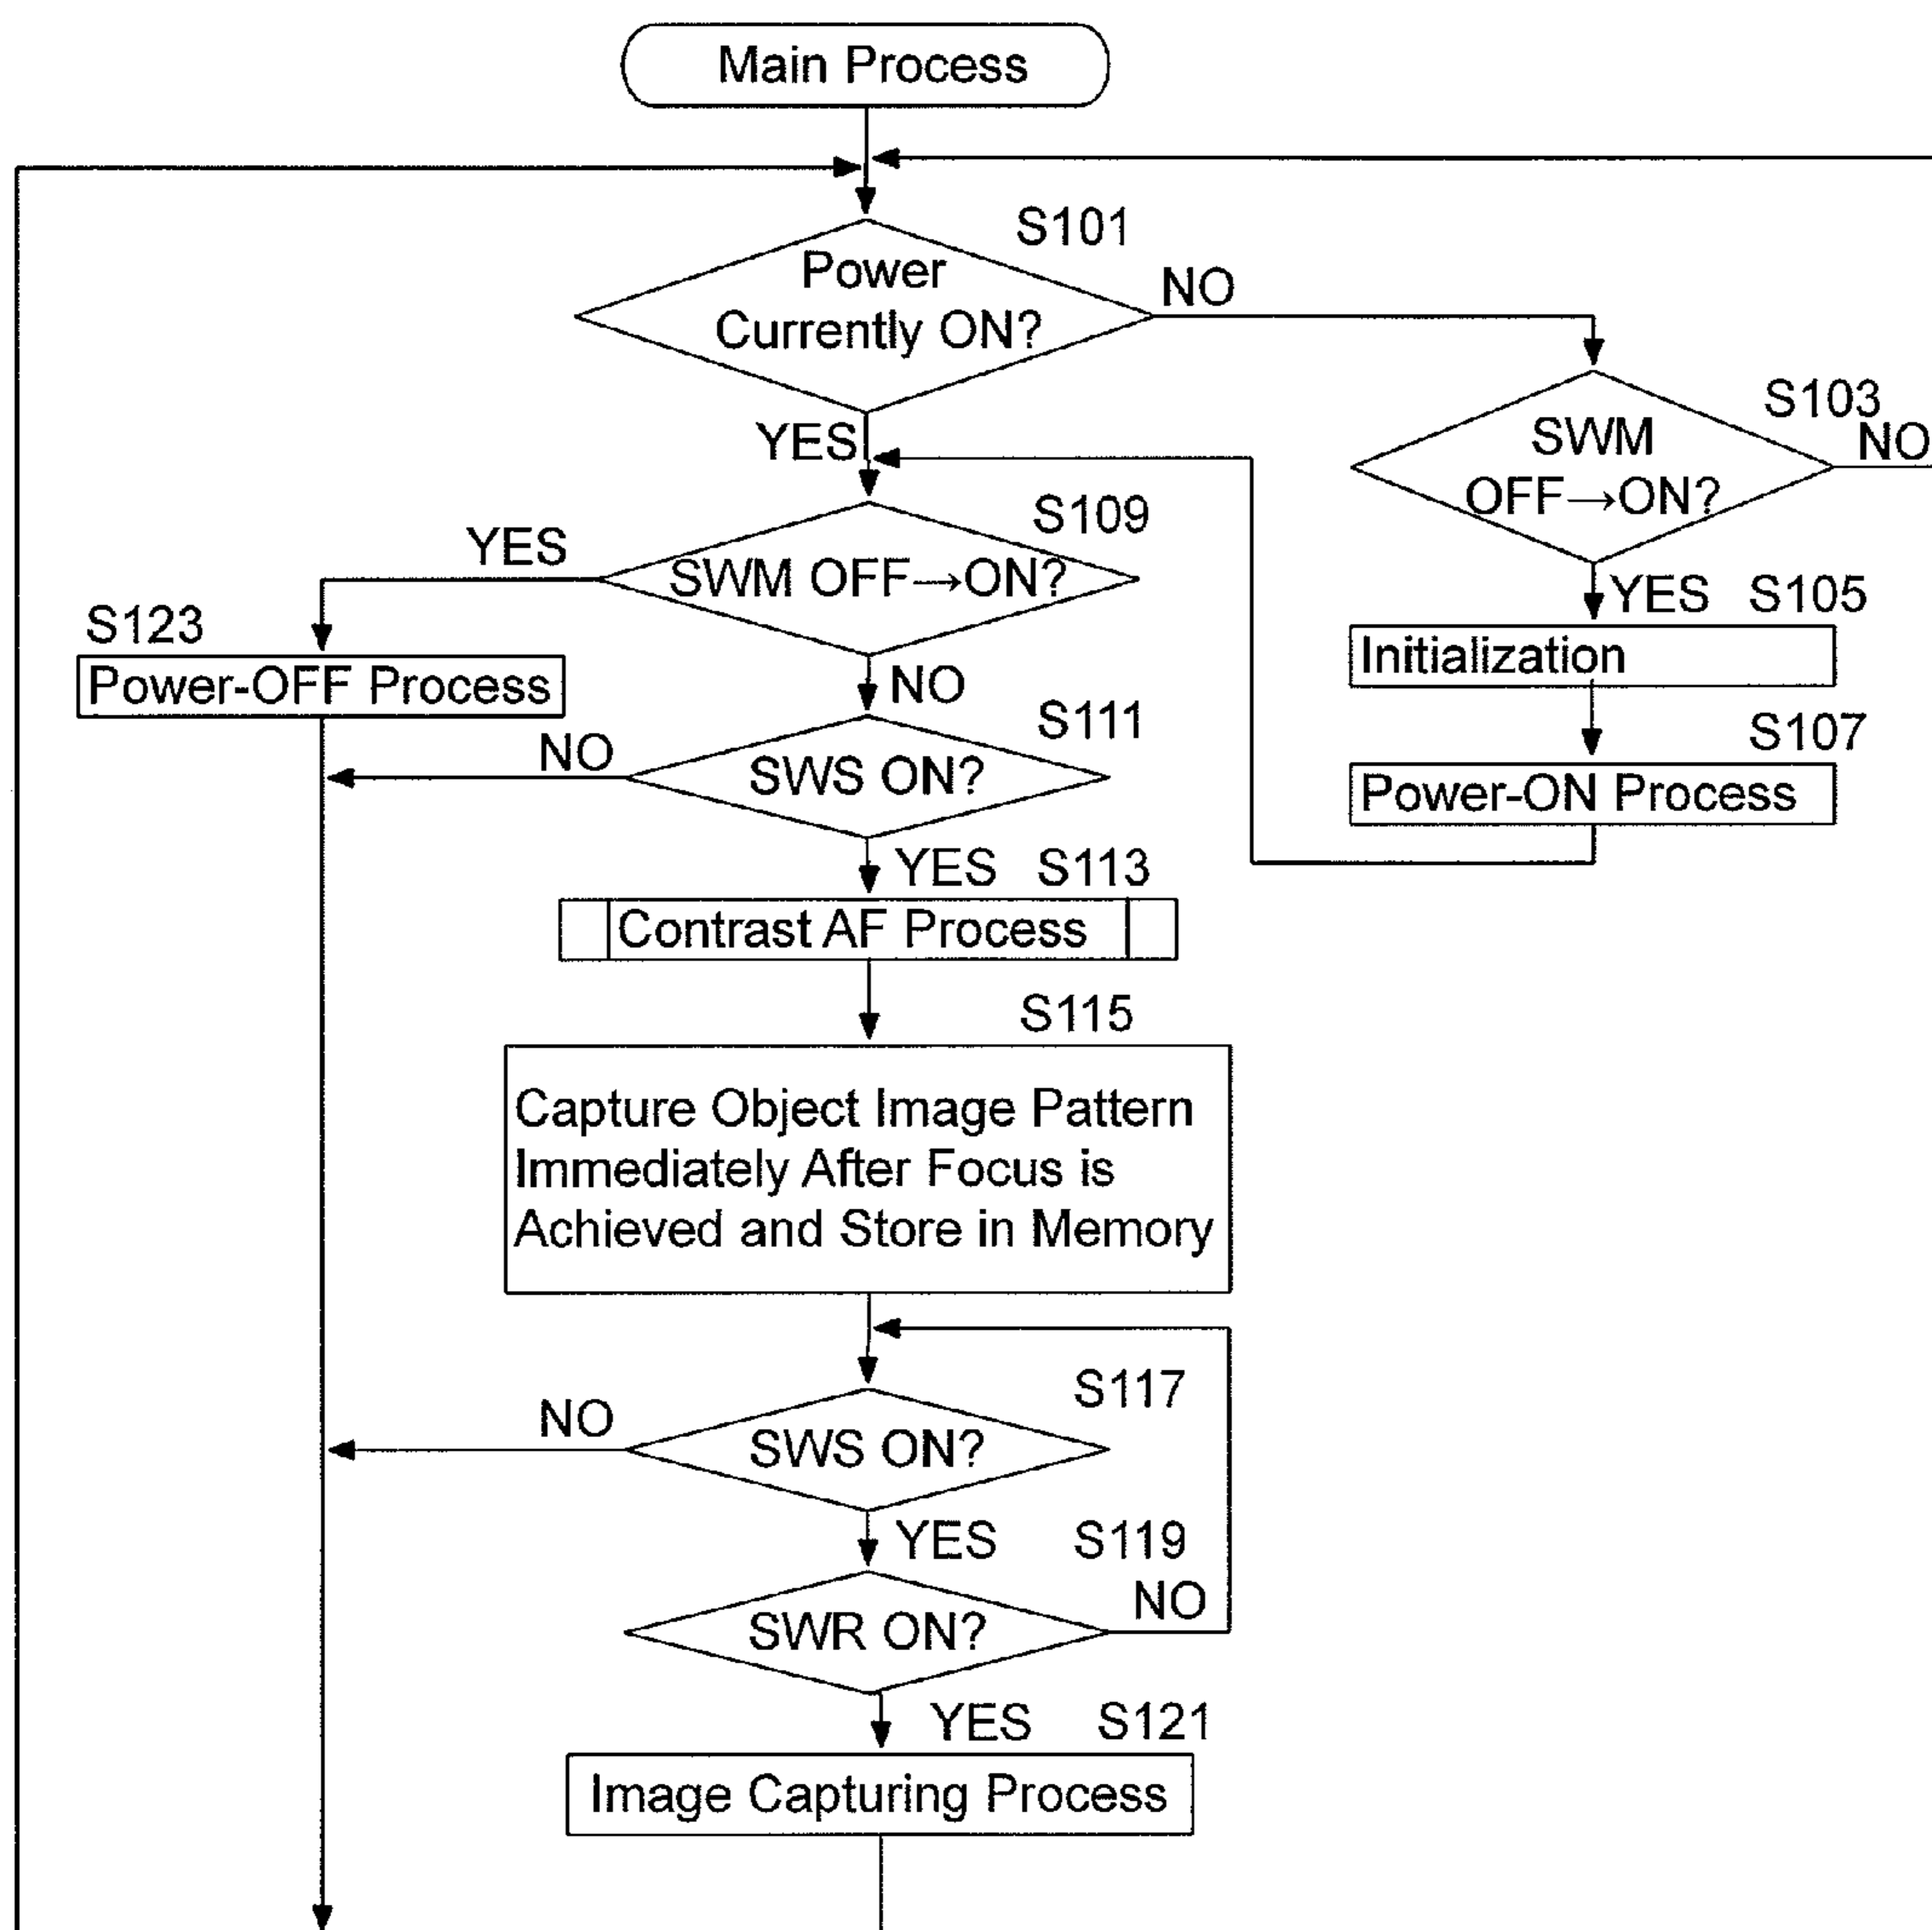 Main Process
S101
Power
Currently ON?
NO
YES
S103
SWM
OFF→ON?
NO
YES
S105
Initialization
S107
Power-ON Process
S109
SWM OFF→ON?
YES
S123
Power-OFF Process
NO
S111
SWS ON?
NO
YES
S113
Contrast AF Process
S115
Capture Object Image Pattern
Immediately After Focus is
Achieved and Store in Memory
S117
SWS ON?
NO
YES
S119
SWR ON?
NO
YES
S121
Image Capturing Process